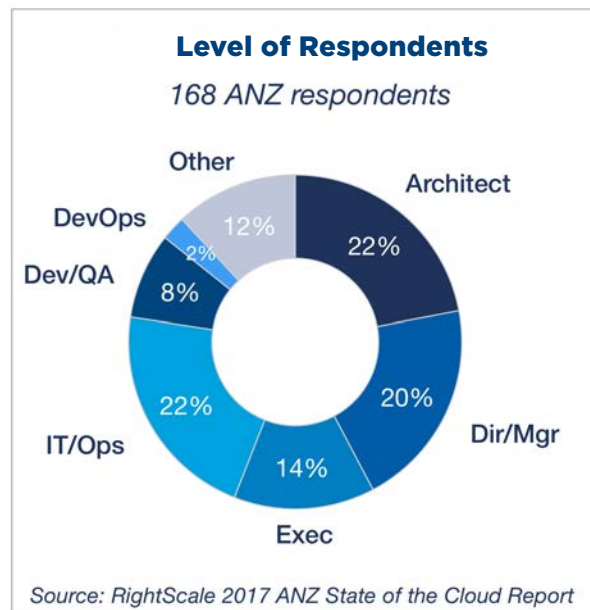 Level of Respondents
168 ANZ respondents
Other
Architect
DevOps
12%
22%
2%
Dev/QA
8%
20%
22%
Dir/Mgr
IT/Ops
14%
Exec
Source: RightScale 2017 ANZ State of the Cloud Report